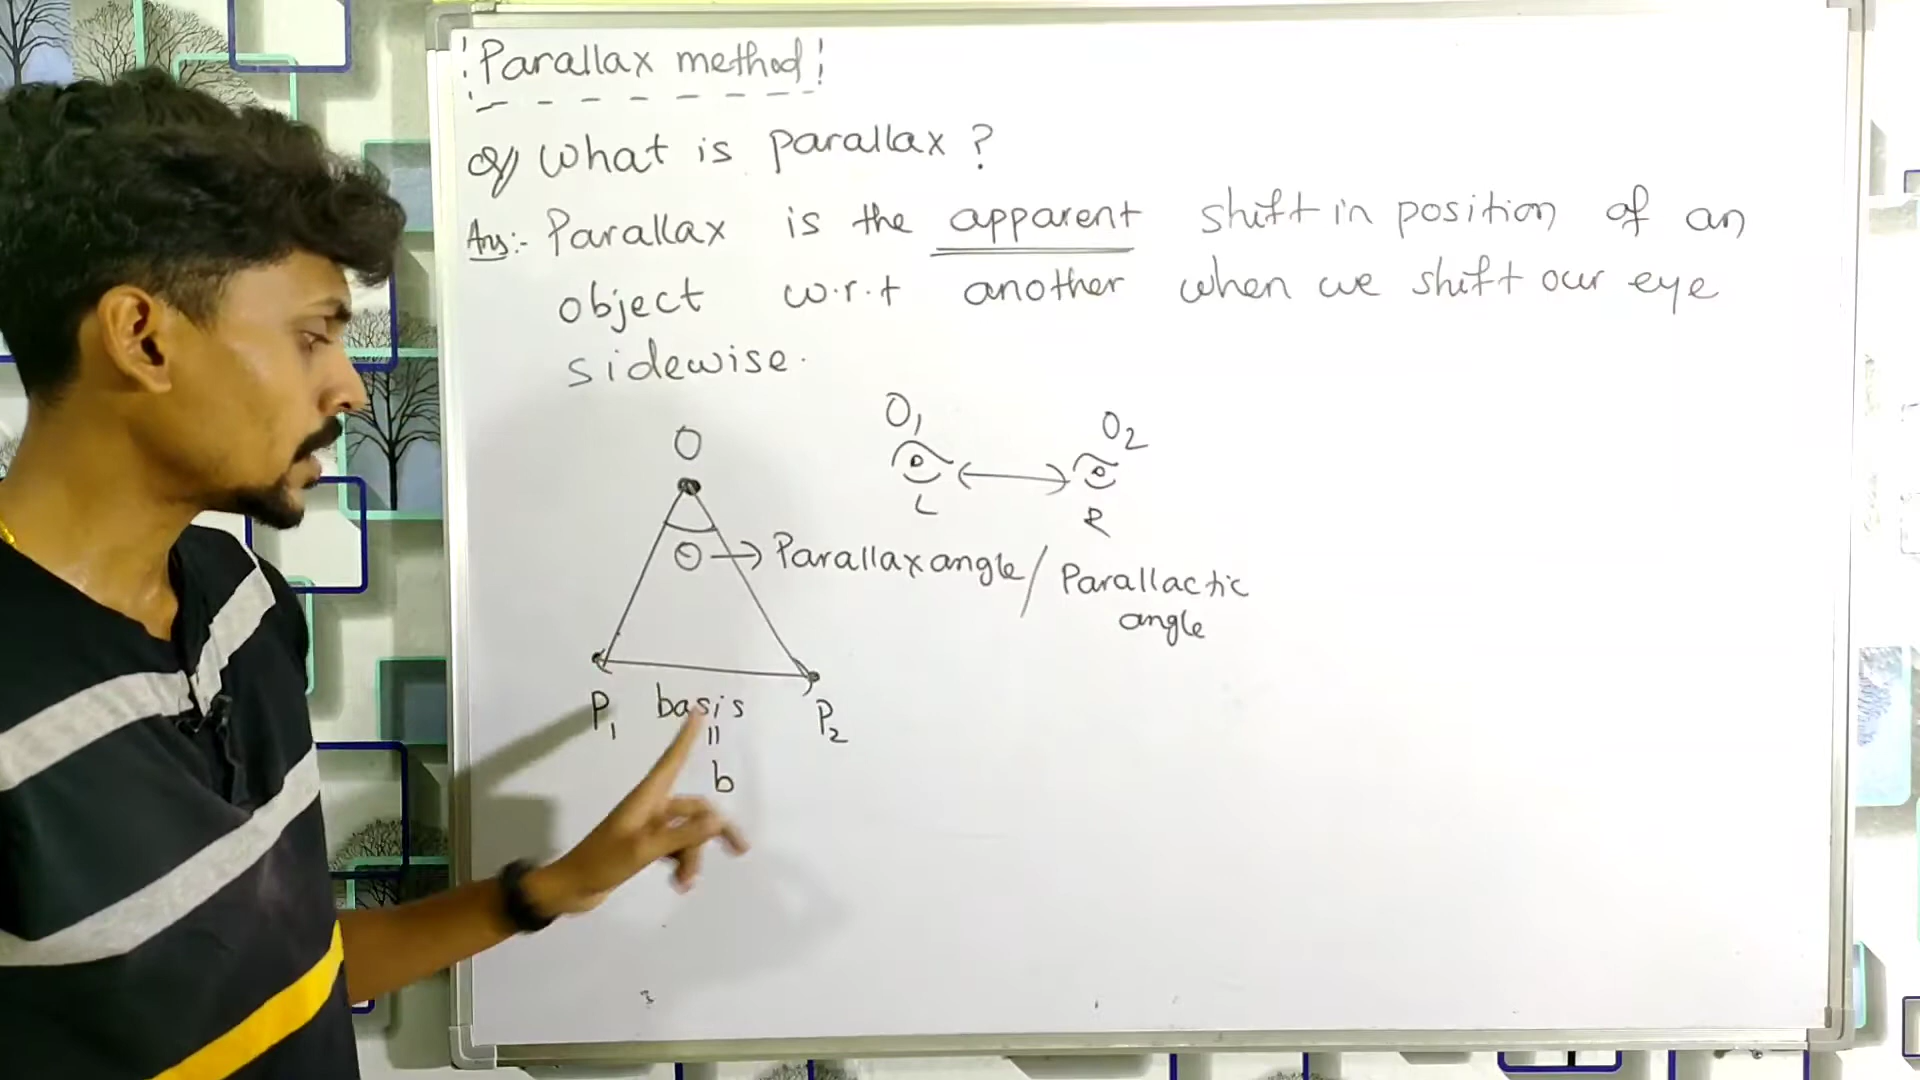 Parallax method
Q) What is parallax ?
Ans:- Parallax is the apparent shift in position of an
object w.r.t another when we shift our eye
sidewise.
O
O1
O2
L
R
θ → Parallax angle / Parallactic
angle
P1 basis P2
=
b